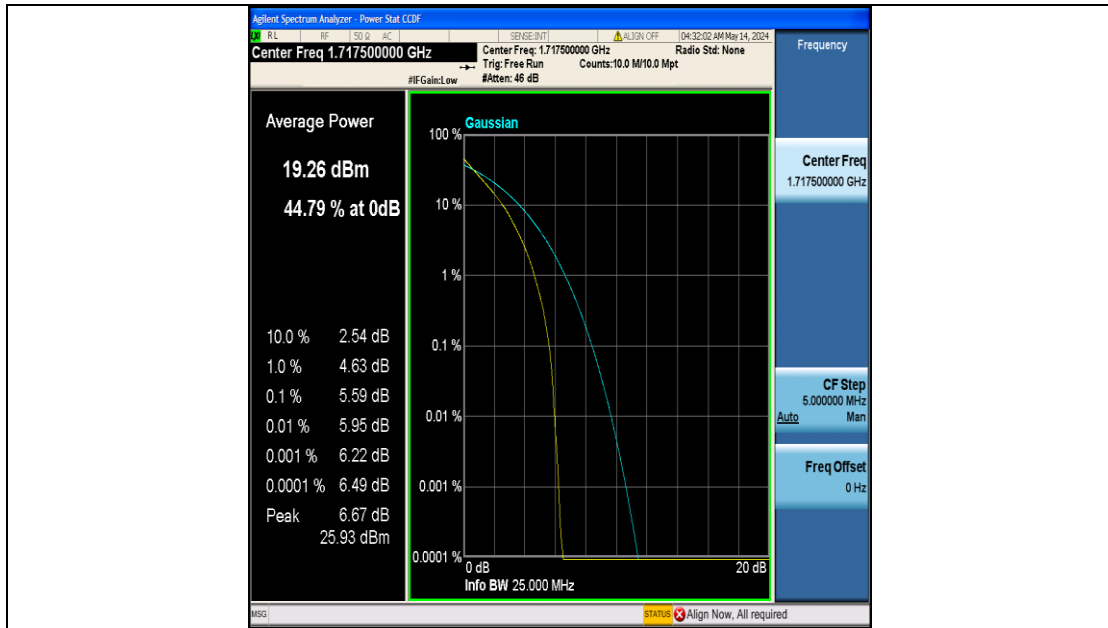 Agilent Spectrum Analyzer - Power Stat CCDF
RL RF 50 Ω AC SENSE:INT ALIGN OFF 04:32:02 AM May 14, 2024
Center Freq 1.717500000 GHz
Center Freq: 1.717500000 GHz Radio Std: None
Trig: Free Run Counts:10.0 M/10.0 Mpt
#IFGain:Low #Atten: 46 dB
Frequency
Average Power
19.26 dBm
44.79 % at 0dB
10.0 % 2.54 dB
1.0 % 4.63 dB
0.1 % 5.59 dB
0.01 % 5.95 dB
0.001 % 6.22 dB
0.0001 % 6.49 dB
Peak 6.67 dB
25.93 dBm
Gaussian
100 %
10 %
1 %
0.1 %
0.01 %
0.001 %
0.0001 %
0 dB 20 dB
Info BW 25.000 MHz
Center Freq
1.717500000 GHz
CF Step
5.000000 MHz
Auto Man
Freq Offset
0 Hz
MSG STATUS Align Now, All required